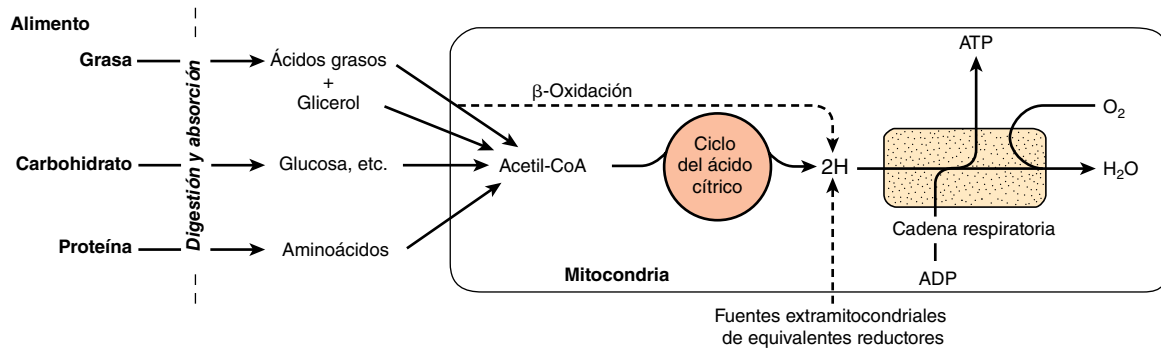 Alimento
Grasa
Carbohidrato
Proteína
Digestión y absorción
Ácidos grasos
+
Glicerol
Glucosa, etc.
Aminoácidos
β-Oxidación
Acetil-CoA
Ciclo
del ácido
cítrico
2H
ATP
O₂
H₂O
Cadena respiratoria
ADP
Mitocondria
Fuentes extramitocondriales
de equivalentes reductores